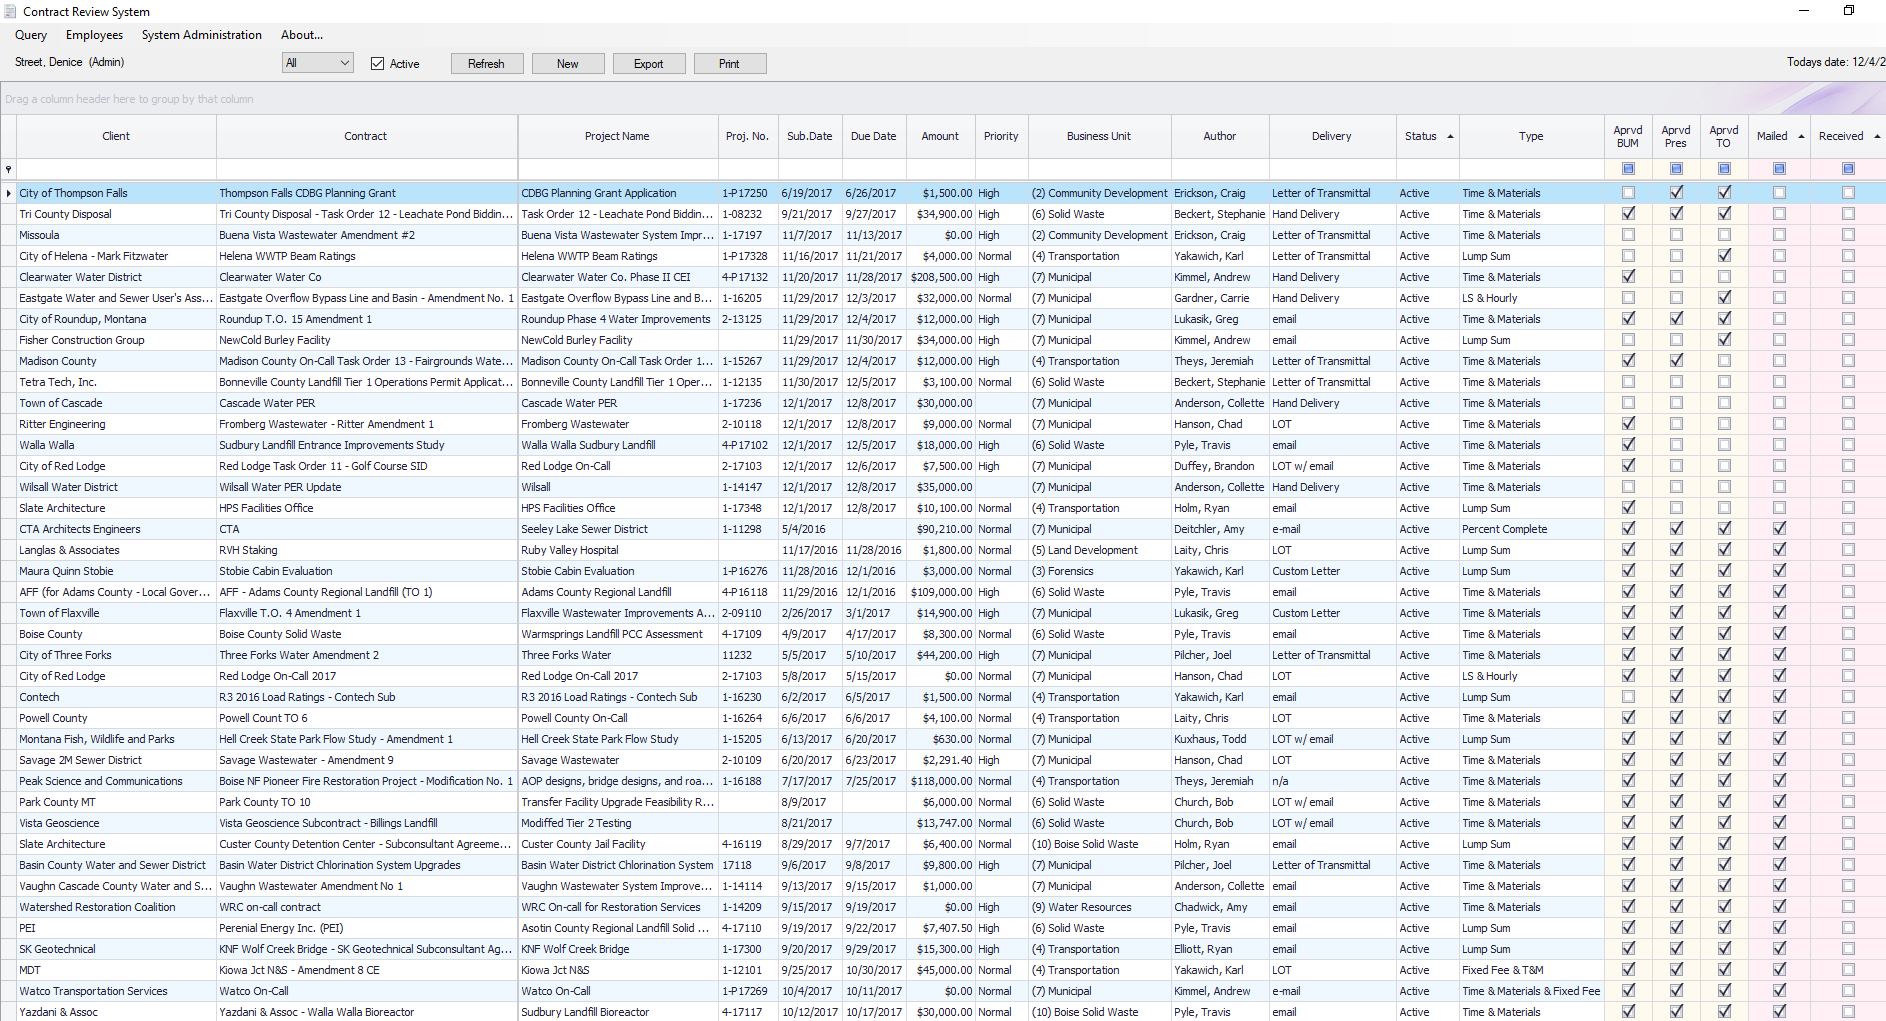 Contract Review System
Query Employees System Administration About...
Street, Denice (Admin) All Active Refresh New Export Print Todays date: 12/4/2
Drag a column header here to group by that column
Client Contract Project Name Proj. No. Sub.Date Due Date Amount Priority Business Unit Author Delivery Status Type Aprvd BUM Aprvd Pres Aprvd TO Mailed Received
City of Thompson Falls Thompson Falls CDBG Planning Grant CDBG Planning Grant Application 1-P17250 6/19/2017 6/26/2017 $1,500.00 High (2) Community Development Erickson, Craig Letter of Transmittal Active Time & Materials
Tri County Disposal Tri County Disposal - Task Order 12 - Leachate Pond Biddin... Task Order 12 - Leachate Pond Biddin... 1-08232 9/21/2017 9/27/2017 $34,900.00 High (6) Solid Waste Beckert, Stephanie Hand Delivery Active Time & Materials
Missoula Buena Vista Wastewater Amendment #2 Buena Vista Wastewater System Impr... 1-17197 11/7/2017 11/13/2017 $0.00 High (2) Community Development Erickson, Craig Letter of Transmittal Active Time & Materials
City of Helena - Mark Fitzwater Helena WWTP Beam Ratings Helena WWTP Beam Ratings 1-P17328 11/16/2017 11/21/2017 $4,000.00 Normal (4) Transportation Yakawich, Karl Letter of Transmittal Active Lump Sum
Clearwater Water District Clearwater Water Co Clearwater Water Co. Phase II CEI 4-P17132 11/20/2017 11/28/2017 $208,500.00 High (7) Municipal Kimmel, Andrew Hand Delivery Active Time & Materials
Eastgate Water and Sewer User's Ass... Eastgate Overflow Bypass Line and Basin - Amendment No. 1 Eastgate Overflow Bypass Line and B... 1-16205 11/29/2017 12/3/2017 $32,000.00 Normal (7) Municipal Gardner, Carrie Hand Delivery Active LS & Hourly
City of Roundup, Montana Roundup T.O. 15 Amendment 1 Roundup Phase 4 Water Improvements 2-13125 11/29/2017 12/4/2017 $12,000.00 High (7) Municipal Lukasik, Greg email Active Time & Materials
Fisher Construction Group NewCold Burley Facility NewCold Burley Facility 11/29/2017 11/30/2017 $34,000.00 High (7) Municipal Kimmel, Andrew email Active Lump Sum
Madison County Madison County On-Call Task Order 13 - Fairgrounds Wate... Madison County On-Call Task Order 1... 1-15267 11/29/2017 12/4/2017 $12,000.00 High (4) Transportation Theys, Jeremiah Letter of Transmittal Active Time & Materials
Tetra Tech, Inc. Bonneville County Landfill Tier 1 Operations Permit Applicat... Bonneville County Landfill Tier 1 Oper... 1-12135 11/30/2017 12/5/2017 $3,100.00 Normal (6) Solid Waste Beckert, Stephanie Letter of Transmittal Active Time & Materials
Town of Cascade Cascade Water PER Cascade Water PER 1-17236 12/1/2017 12/8/2017 $30,000.00 (7) Municipal Anderson, Collette Hand Delivery Active Time & Materials
Ritter Engineering Fromberg Wastewater - Ritter Amendment 1 Fromberg Wastewater 2-10118 12/1/2017 12/8/2017 $9,000.00 Normal (7) Municipal Hanson, Chad LOT Active Time & Materials
Walla Walla Sudbury Landfill Entrance Improvements Study Walla Walla Sudbury Landfill 4-P17102 12/1/2017 12/5/2017 $18,000.00 High (6) Solid Waste Pyle, Travis email Active Time & Materials
City of Red Lodge Red Lodge Task Order 11 - Golf Course SID Red Lodge On-Call 2-17103 12/1/2017 12/6/2017 $7,500.00 High (7) Municipal Duffey, Brandon LOT w/ email Active Time & Materials
Wilsall Water District Wilsall Water PER Update Wilsall 1-14147 12/1/2017 12/8/2017 $35,000.00 (7) Municipal Anderson, Collette Hand Delivery Active Time & Materials
Slate Architecture HPS Facilities Office HPS Facilities Office 1-17348 12/1/2017 12/8/2017 $10,100.00 Normal (4) Transportation Holm, Ryan email Active Lump Sum
CTA Architects Engineers CTA Seeley Lake Sewer District 1-11298 5/4/2016 $90,210.00 Normal (7) Municipal Deitchler, Amy e-mail Active Percent Complete
Langlas & Associates RVH Staking Ruby Valley Hospital 11/17/2016 11/28/2016 $1,800.00 Normal (5) Land Development Laity, Chris LOT Active Lump Sum
Maura Quinn Stobie Stobie Cabin Evaluation Stobie Cabin Evaluation 1-P16276 11/28/2016 12/1/2016 $3,000.00 Normal (3) Forensics Yakawich, Karl Custom Letter Active Lump Sum
AFF (for Adams County - Local Gover... AFF - Adams County Regional Landfill (TO 1) Adams County Regional Landfill 4-P16118 11/29/2016 12/1/2016 $109,000.00 High (6) Solid Waste Pyle, Travis email Active Time & Materials
Town of Flaxville Flaxville T.O. 4 Amendment 1 Flaxville Wastewater Improvements A... 2-09110 2/26/2017 3/1/2017 $14,900.00 High (7) Municipal Lukasik, Greg Custom Letter Active Time & Materials
Boise County Boise County Solid Waste Warmsprings Landfill PCC Assessment 4-17109 4/9/2017 4/17/2017 $8,300.00 Normal (6) Solid Waste Pyle, Travis email Active Time & Materials
City of Three Forks Three Forks Water Amendment 2 Three Forks Water 11232 5/5/2017 5/10/2017 $44,200.00 High (7) Municipal Pilcher, Joel Letter of Transmittal Active Time & Materials
City of Red Lodge Red Lodge On-Call 2017 Red Lodge On-Call 2017 2-17103 5/8/2017 5/15/2017 $0.00 Normal (7) Municipal Hanson, Chad LOT Active LS & Hourly
Contech R3 2016 Load Ratings - Contech Sub R3 2016 Load Ratings - Contech Sub 1-16230 6/2/2017 6/5/2017 $1,500.00 Normal (4) Transportation Yakawich, Karl email Active Lump Sum
Powell County Powell Count TO 6 Powell County On-Call 1-16264 6/6/2017 6/6/2017 $4,100.00 Normal (4) Transportation Laity, Chris LOT Active Time & Materials
Montana Fish, Wildlife and Parks Hell Creek State Park Flow Study - Amendment 1 Hell Creek State Park Flow Study 1-15205 6/13/2017 6/20/2017 $630.00 Normal (7) Municipal Kuxhaus, Todd LOT w/ email Active Lump Sum
Savage 2M Sewer District Savage Wastewater - Amendment 9 Savage Wastewater 2-10109 6/20/2017 6/23/2017 $2,291.40 High (7) Municipal Hanson, Chad LOT Active Time & Materials
Peak Science and Communications Boise NF Pioneer Fire Restoration Project - Modification No. 1 AOP designs, bridge designs, and roa... 1-16188 7/17/2017 7/25/2017 $118,000.00 Normal (4) Transportation Theys, Jeremiah n/a Active Time & Materials
Park County MT Park County TO 10 Transfer Facility Upgrade Feasibility R... 8/9/2017 $6,000.00 Normal (6) Solid Waste Church, Bob LOT w/ email Active Time & Materials
Vista Geoscience Vista Geoscience Subcontract - Billings Landfill Modiffed Tier 2 Testing 8/21/2017 $13,747.00 Normal (6) Solid Waste Church, Bob LOT w/ email Active Time & Materials
Slate Architecture Custer County Detention Center - Subconsultant Agreeme... Custer County Jail Facility 4-16119 8/29/2017 9/7/2017 $6,400.00 Normal (10) Boise Solid Waste Holm, Ryan email Active Lump Sum
Basin County Water and Sewer District Basin Water District Chlorination System Upgrades Basin Water District Chlorination System 17118 9/6/2017 9/8/2017 $9,800.00 High (7) Municipal Pilcher, Joel Letter of Transmittal Active Time & Materials
Vaughn Cascade County Water and S... Vaughn Wastewater Amendment No 1 Vaughn Wastewater System Improve... 1-14114 9/13/2017 9/15/2017 $1,000.00 (7) Municipal Anderson, Collette email Active Time & Materials
Watershed Restoration Coalition WRC on-call contract WRC On-call for Restoration Services 1-14209 9/15/2017 9/19/2017 $0.00 High (9) Water Resources Chadwick, Amy email Active Time & Materials
PEI Perenial Energy Inc. (PEI) Asotin County Regional Landfill Solid ... 4-17110 9/19/2017 9/22/2017 $7,407.50 High (6) Solid Waste Pyle, Travis email Active Lump Sum
SK Geotechnical KNF Wolf Creek Bridge - SK Geotechnical Subconsultant Ag... KNF Wolf Creek Bridge 1-17300 9/20/2017 9/29/2017 $15,300.00 High (4) Transportation Elliott, Ryan email Active Lump Sum
MDT Kiowa Jct N&S - Amendment 8 CE Kiowa Jct N&S 1-12101 9/25/2017 10/30/2017 $45,000.00 Normal (4) Transportation Yakawich, Karl LOT Active Fixed Fee & T&M
Watco Transportation Services Watco On-Call Watco On-Call 1-P17269 10/4/2017 10/11/2017 $0.00 Normal (7) Municipal Kimmel, Andrew e-mail Active Time & Materials & Fixed Fee
Yazdani & Assoc Yazdani & Assoc - Walla Walla Bioreactor Sudbury Landfill Bioreactor 4-17117 10/12/2017 10/17/2017 $30,000.00 Normal (10) Boise Solid Waste Pyle, Travis email Active Lump Sum